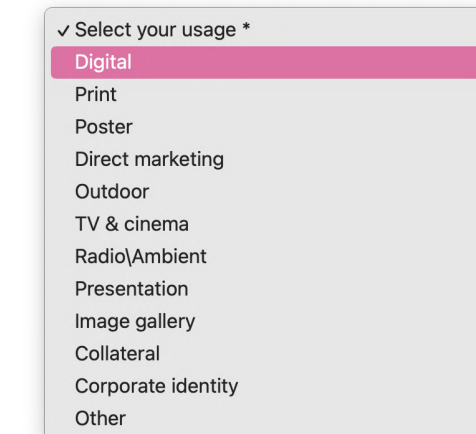 ✓ Select your usage *
Digital
Print
Poster
Direct marketing
Outdoor
TV & cinema
Radio\Ambient
Presentation
Image gallery
Collateral
Corporate identity
Other